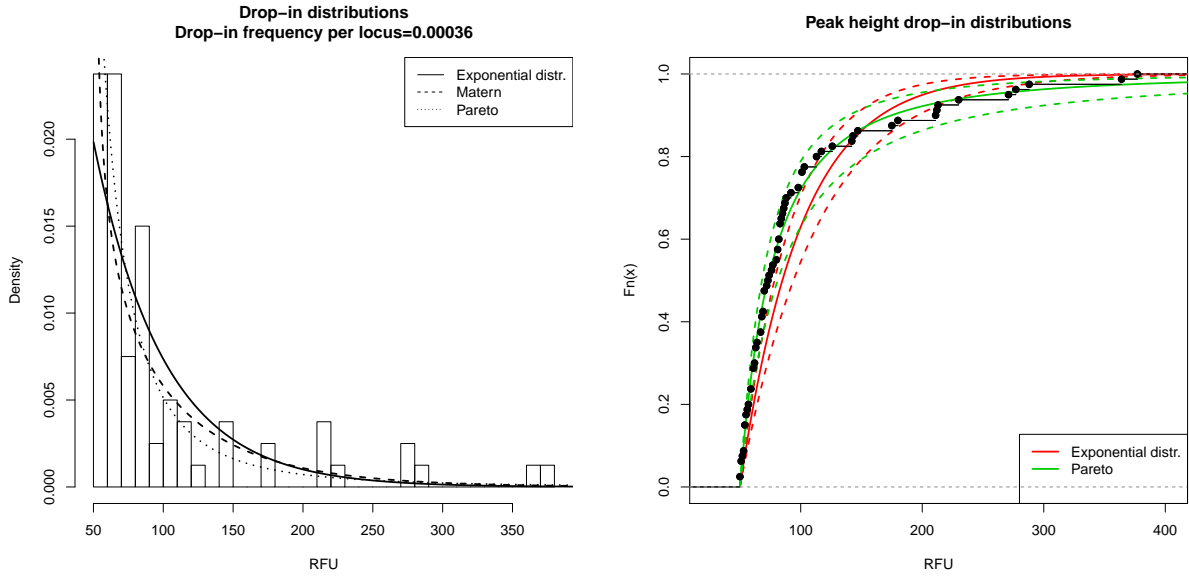 Drop−in distributions
Drop−in frequency per locus=0.00036
Exponential distr.
Matern
Pareto
Density
0.000
0.005
0.010
0.015
0.020
50 100 150 200 250 300 350
RFU
Peak height drop−in distributions
Fn(x)
0.0
0.2
0.4
0.6
0.8
1.0
Exponential distr.
Pareto
100 200 300 400
RFU